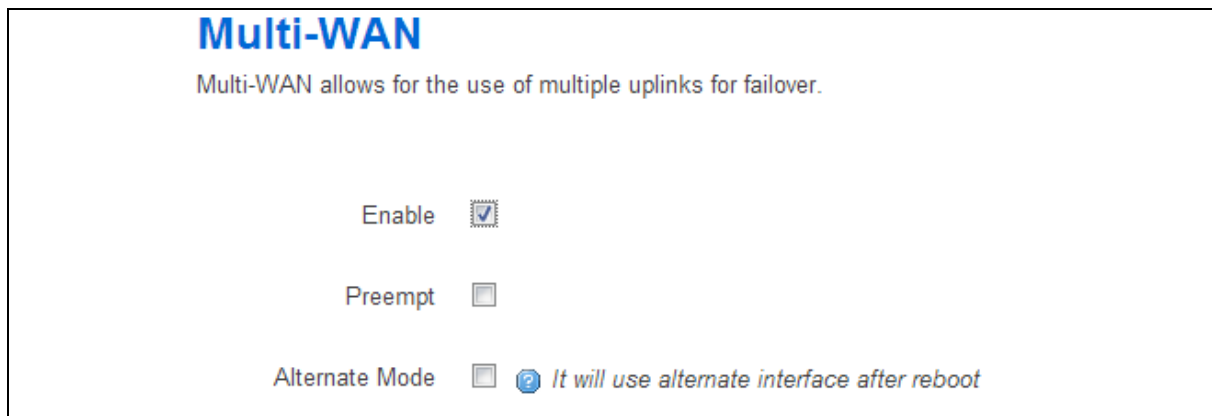 Multi-WAN
Multi-WAN allows for the use of multiple uplinks for failover.
Enable
Preempt
Alternate Mode ? It will use alternate interface after reboot